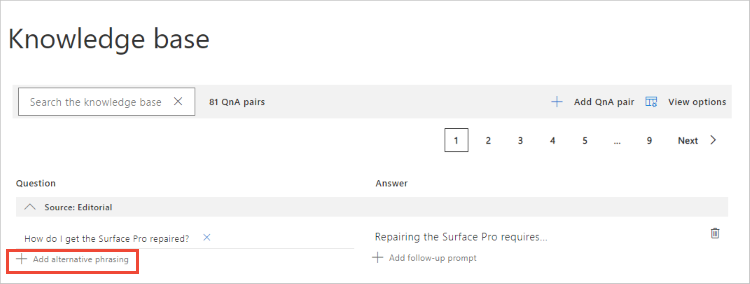 Knowledge base
Search the knowledge base
81 QnA pairs
Add QnA pair
View options
1 2 3 4 5 ... 9 Next
Question Answer
Source: Editorial
How do I get the Surface Pro repaired? Repairing the Surface Pro requires...
Add alternative phrasing Add follow-up prompt